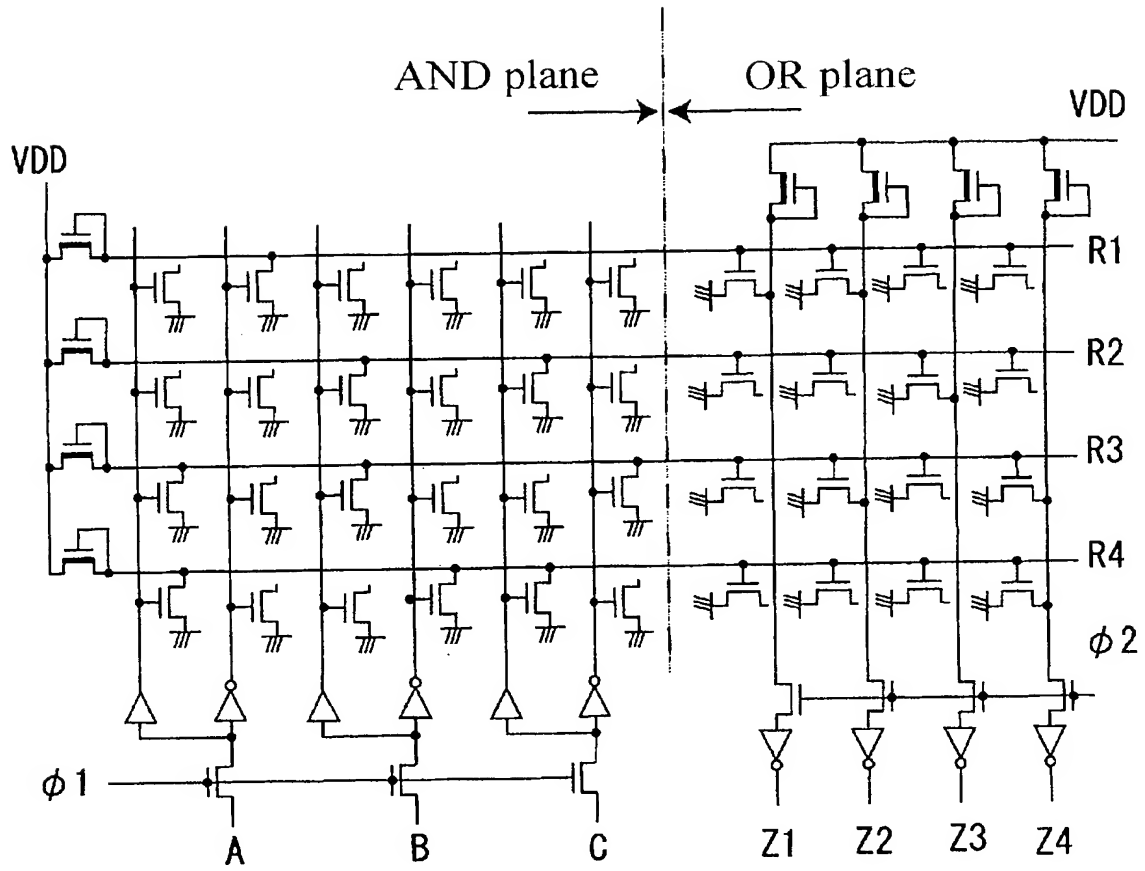 AND plane
OR plane
VDD
VDD
R1
R2
R3
R4
φ2
φ1
A
B
C
Z1
Z2
Z3
Z4